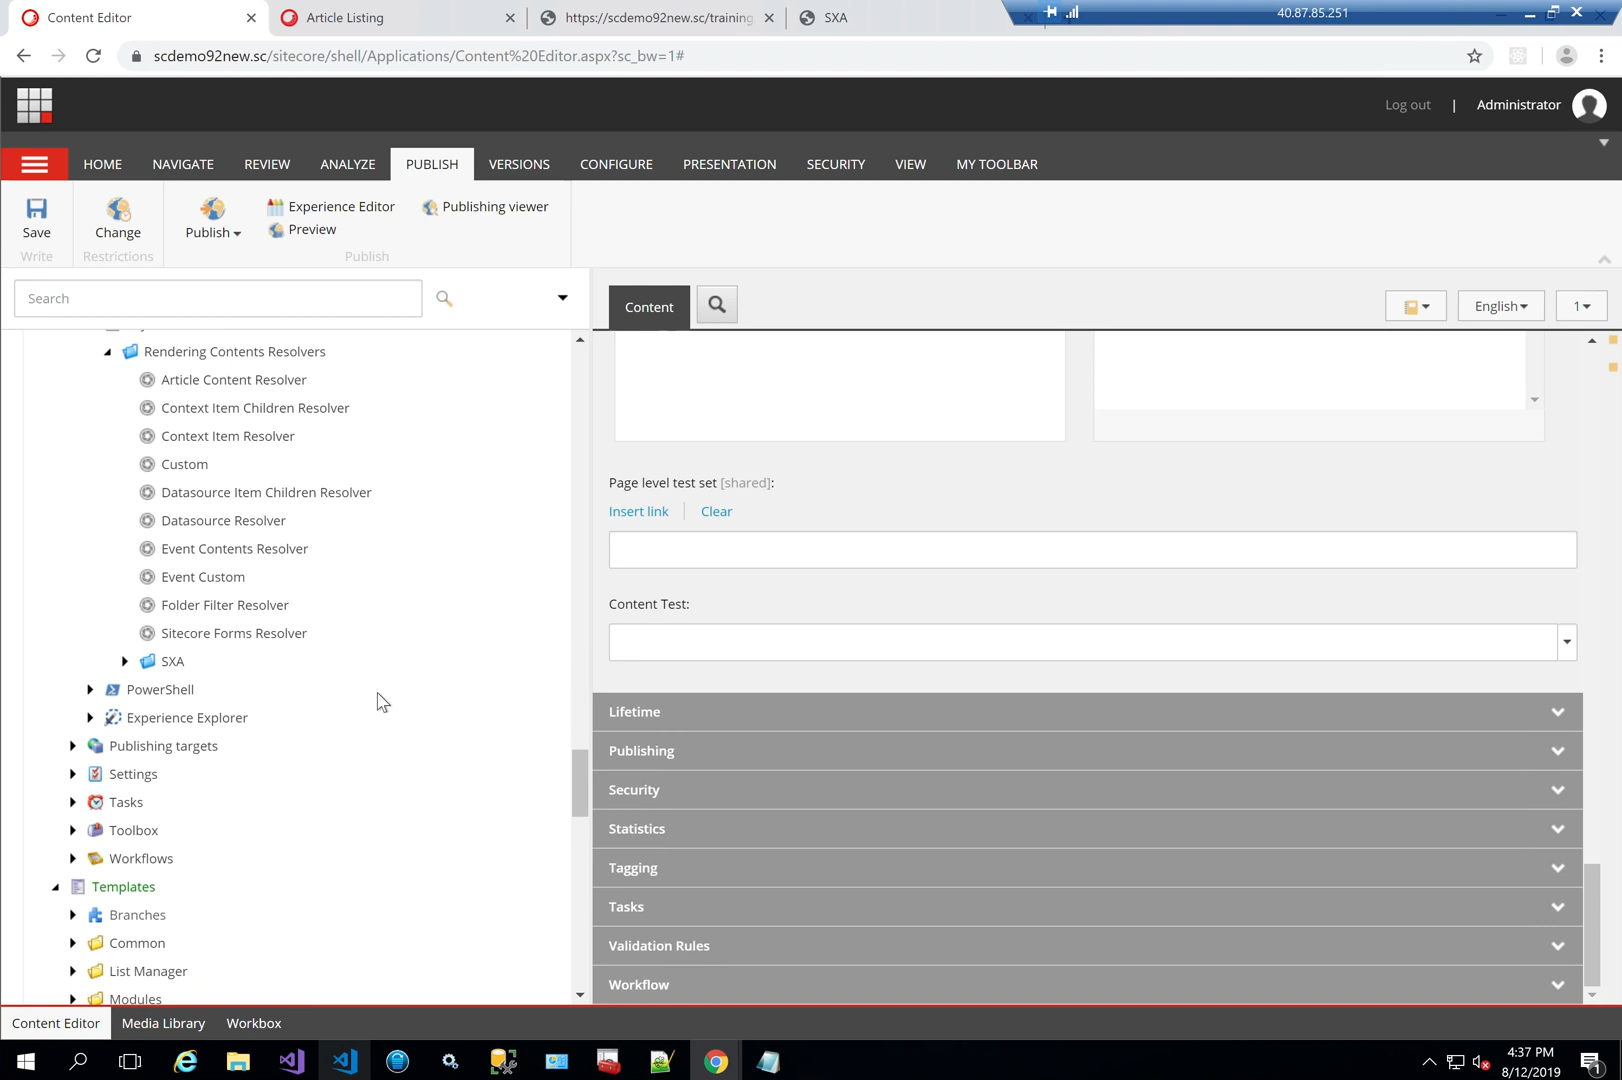 Content Editor
Article Listing
https://scdemo92new.sc/training
SXA
40.87.85.251
scdemo92new.sc/sitecore/shell/Applications/Content%20Editor.aspx?sc_bw=1#
Log out | Administrator
HOME NAVIGATE REVIEW ANALYZE PUBLISH VERSIONS CONFIGURE PRESENTATION SECURITY VIEW MY TOOLBAR
Save
Write
Change
Restrictions
Publish
Experience Editor
Preview
Publishing viewer
Publish
Search
Content
English
1
Rendering Contents Resolvers
Article Content Resolver
Context Item Children Resolver
Context Item Resolver
Custom
Datasource Item Children Resolver
Datasource Resolver
Event Contents Resolver
Event Custom
Folder Filter Resolver
Sitecore Forms Resolver
SXA
PowerShell
Experience Explorer
Publishing targets
Settings
Tasks
Toolbox
Workflows
Templates
Branches
Common
List Manager
Modules
Page level test set [shared]:
Insert link | Clear
Content Test:
Lifetime
Publishing
Security
Statistics
Tagging
Tasks
Validation Rules
Workflow
Content Editor Media Library Workbox
4:37 PM
8/12/2019
1